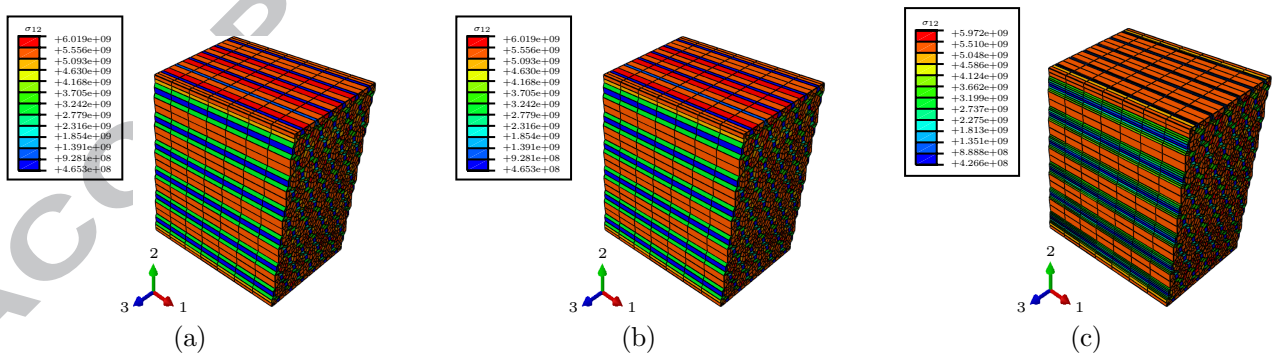 σ12
+6.019e+09
+5.556e+09
+5.093e+09
+4.630e+09
+4.168e+09
+3.705e+09
+3.242e+09
+2.779e+09
+2.316e+09
+1.854e+09
+1.391e+09
+9.281e+08
+4.653e+08
2
3
1
(a)
σ12
+6.019e+09
+5.556e+09
+5.093e+09
+4.630e+09
+4.168e+09
+3.705e+09
+3.242e+09
+2.779e+09
+2.316e+09
+1.854e+09
+1.391e+09
+9.281e+08
+4.653e+08
2
3
1
(b)
σ12
+5.972e+09
+5.510e+09
+5.048e+09
+4.586e+09
+4.124e+09
+3.662e+09
+3.199e+09
+2.737e+09
+2.275e+09
+1.813e+09
+1.351e+09
+8.888e+08
+4.266e+08
2
3
1
(c)